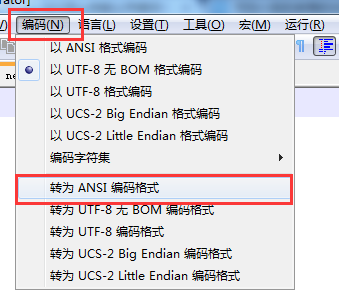 rator]
编码(N) 语言(L) 设置(T) 工具(O) 宏(M) 运行(R)
ne
以 ANSI 格式编码
以 UTF-8 无 BOM 格式编码
以 UTF-8 格式编码
以 UCS-2 Big Endian 格式编码
以 UCS-2 Little Endian 格式编码
编码字符集
转为 ANSI 编码格式
转为 UTF-8 无 BOM 编码格式
转为 UTF-8 编码格式
转为 UCS-2 Big Endian 编码格式
转为 UCS-2 Little Endian 编码格式